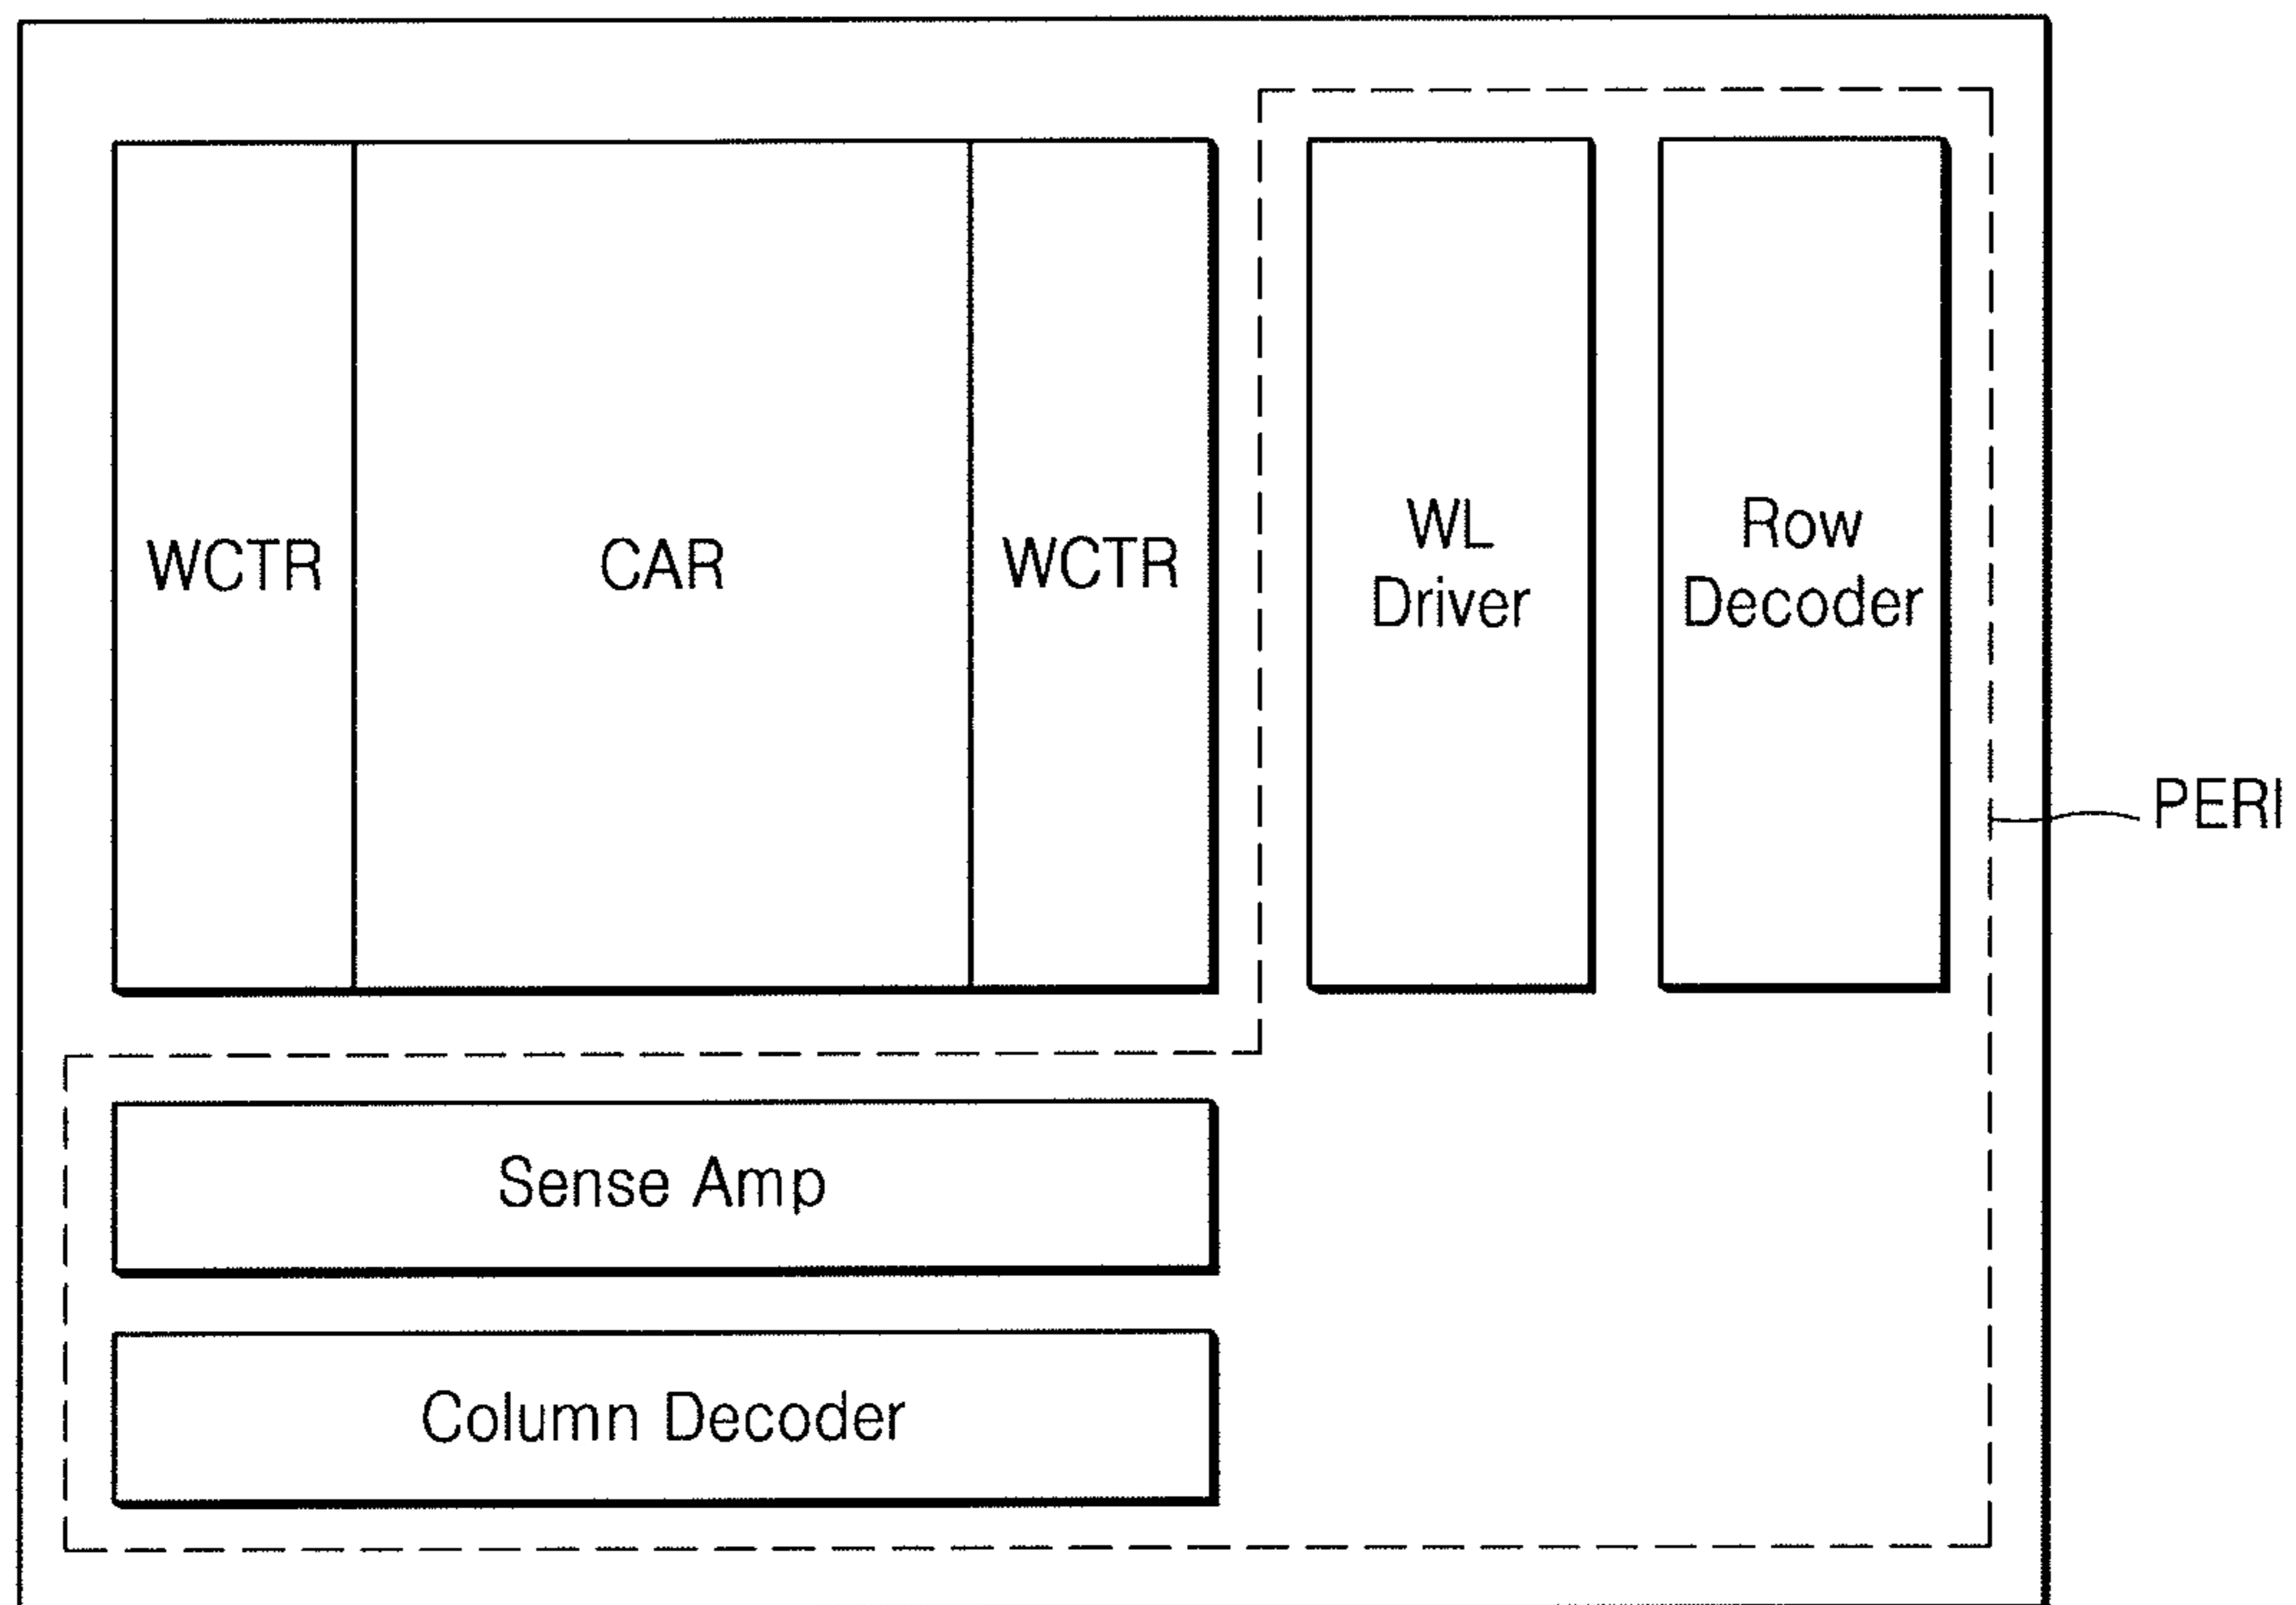 WCTR
CAR
WCTR
WL
Driver
Row
Decoder
PERI
Sense Amp
Column Decoder